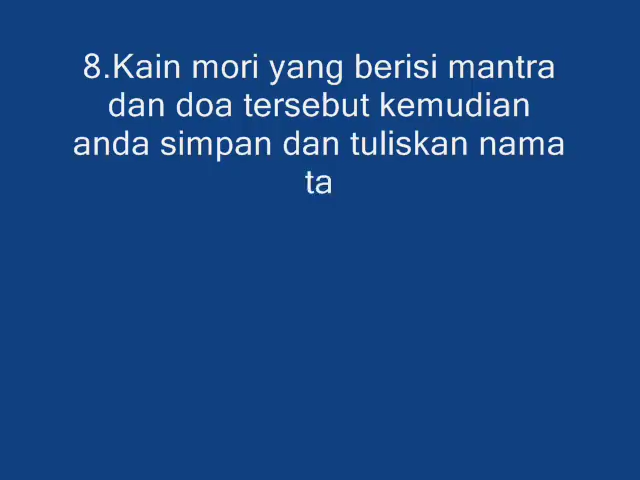 8.Kain mori yang berisi mantra
dan doa tersebut kemudian
anda simpan dan tuliskan nama
ta